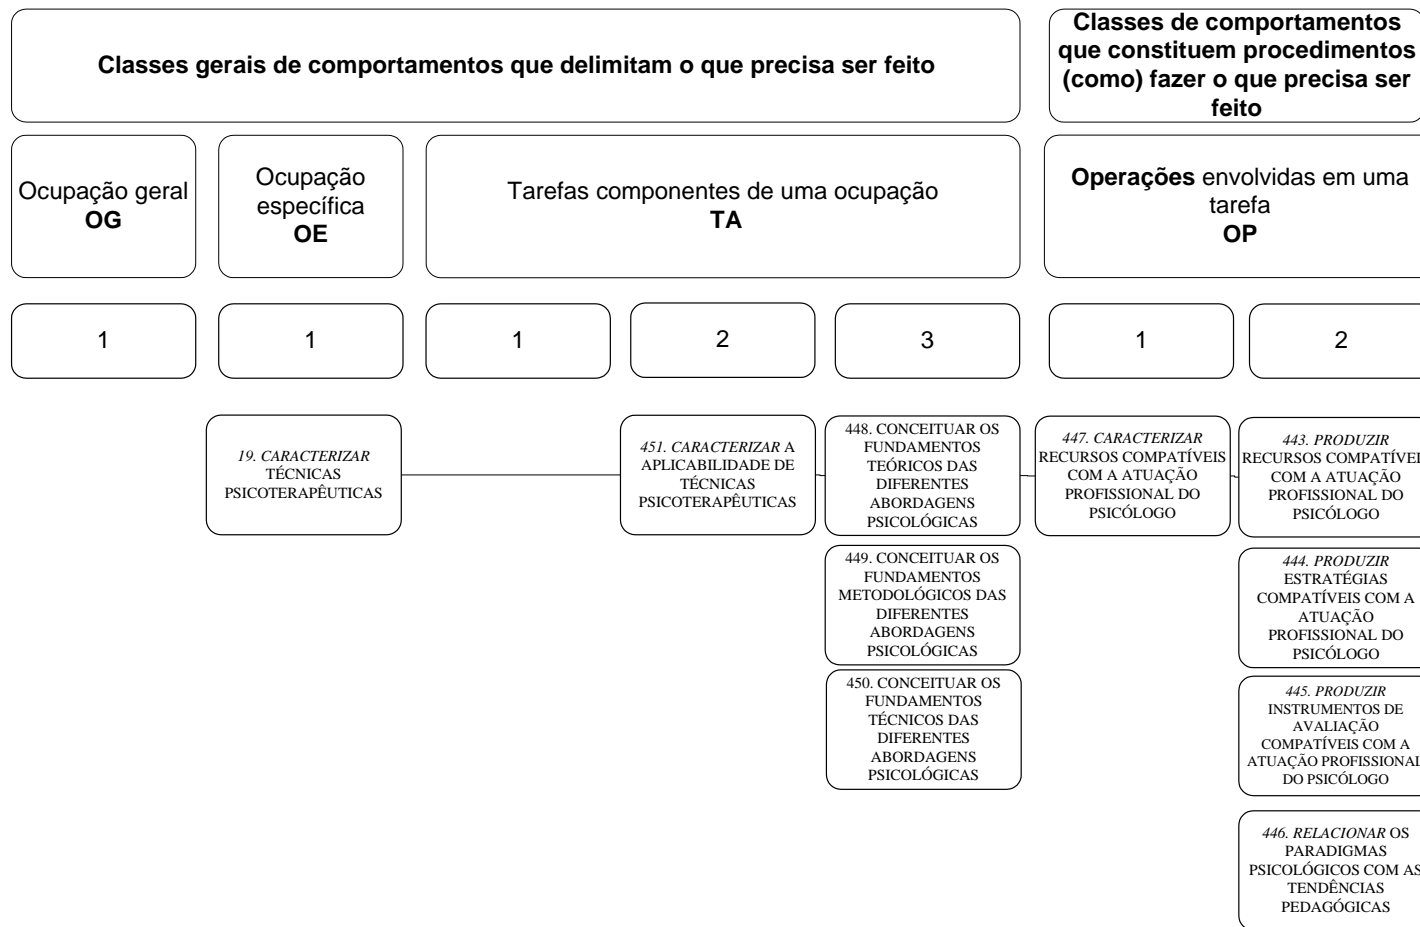 Classes gerais de comportamentos que delimitam o que precisa ser feito
Classes de comportamentos
que constituem procedimentos
(como) fazer o que precisa ser
feito
Ocupação geral
OG
Ocupação
específica
OE
Tarefas componentes de uma ocupação
TA
Operações envolvidas em uma
tarefa
OP
1
1
1
2
3
1
2
19. CARACTERIZAR
TÉCNICAS
PSICOTERAPÊUTICAS
451. CARACTERIZAR A
APLICABILIDADE DE
TÉCNICAS
PSICOTERAPÊUTICAS
448. CONCEITUAR OS
FUNDAMENTOS
TEÓRICOS DAS
DIFERENTES
ABORDAGENS
PSICOLÓGICAS
447. CARACTERIZAR
RECURSOS COMPATÍVEIS
COM A ATUAÇÃO
PROFISSIONAL DO
PSICÓLOGO
443. PRODUZIR
RECURSOS COMPATÍVEI
COM A ATUAÇÃO
PROFISSIONAL DO
PSICÓLOGO
449. CONCEITUAR OS
FUNDAMENTOS
METODOLÓGICOS DAS
DIFERENTES
ABORDAGENS
PSICOLÓGICAS
444. PRODUZIR
ESTRATÉGIAS
COMPATÍVEIS COM A
ATUAÇÃO
PROFISSIONAL DO
PSICÓLOGO
450. CONCEITUAR OS
FUNDAMENTOS
TÉCNICOS DAS
DIFERENTES
ABORDAGENS
PSICOLÓGICAS
445. PRODUZIR
INSTRUMENTOS DE
AVALIAÇÃO
COMPATÍVEIS COM A
ATUAÇÃO PROFISSIONAL
DO PSICÓLOGO
446. RELACIONAR OS
PARADIGMAS
PSICOLÓGICOS COM AS
TENDÊNCIAS
PEDAGÓGICAS